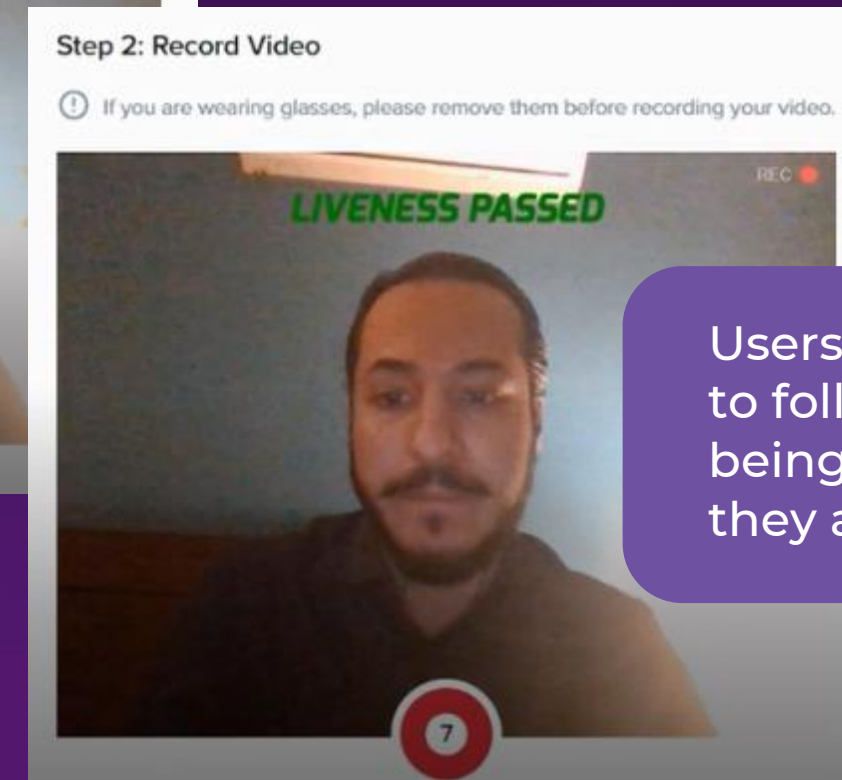 Step 2: Record Video
! If you are wearing glasses, please remove them before recording your video.
REC
LIVENESS PASSED
Users
to foll
being
they a
7